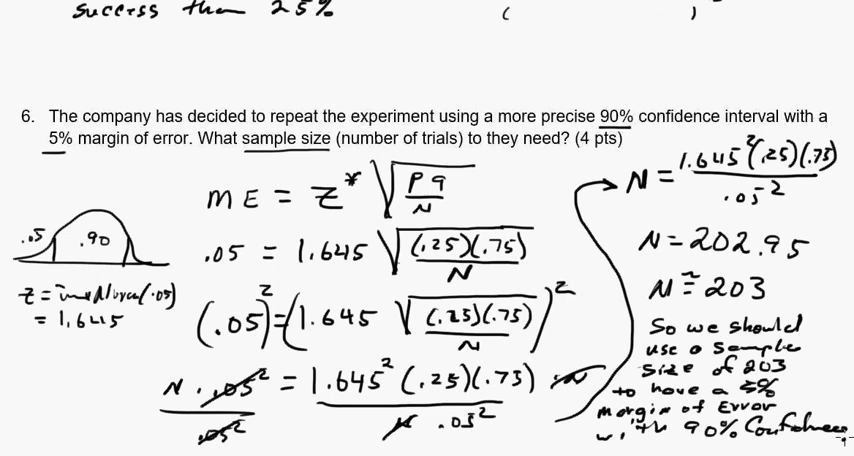 success than 25%
( )
6. The company has decided to repeat the experiment using a more precise 90% confidence interval with a
5% margin of error. What sample size (number of trials) to they need? (4 pts)
ME = Z* √(pq/N)
.05 .90
Z = invNorm(.05)
= 1.645
.05 = 1.645 √((.25)(.75)/N)
(.05)² = (1.645 √((.25)(.75)/N))²
N · .05² / .05² = 1.645² (.25)(.75) N / N .05²
N = 1.645² (.25)(.75) / .05²
N = 202.95
N ≅ 203
So we should
use a sample
size of 203
to have a 5%
margin of Error
with 90% Confidence